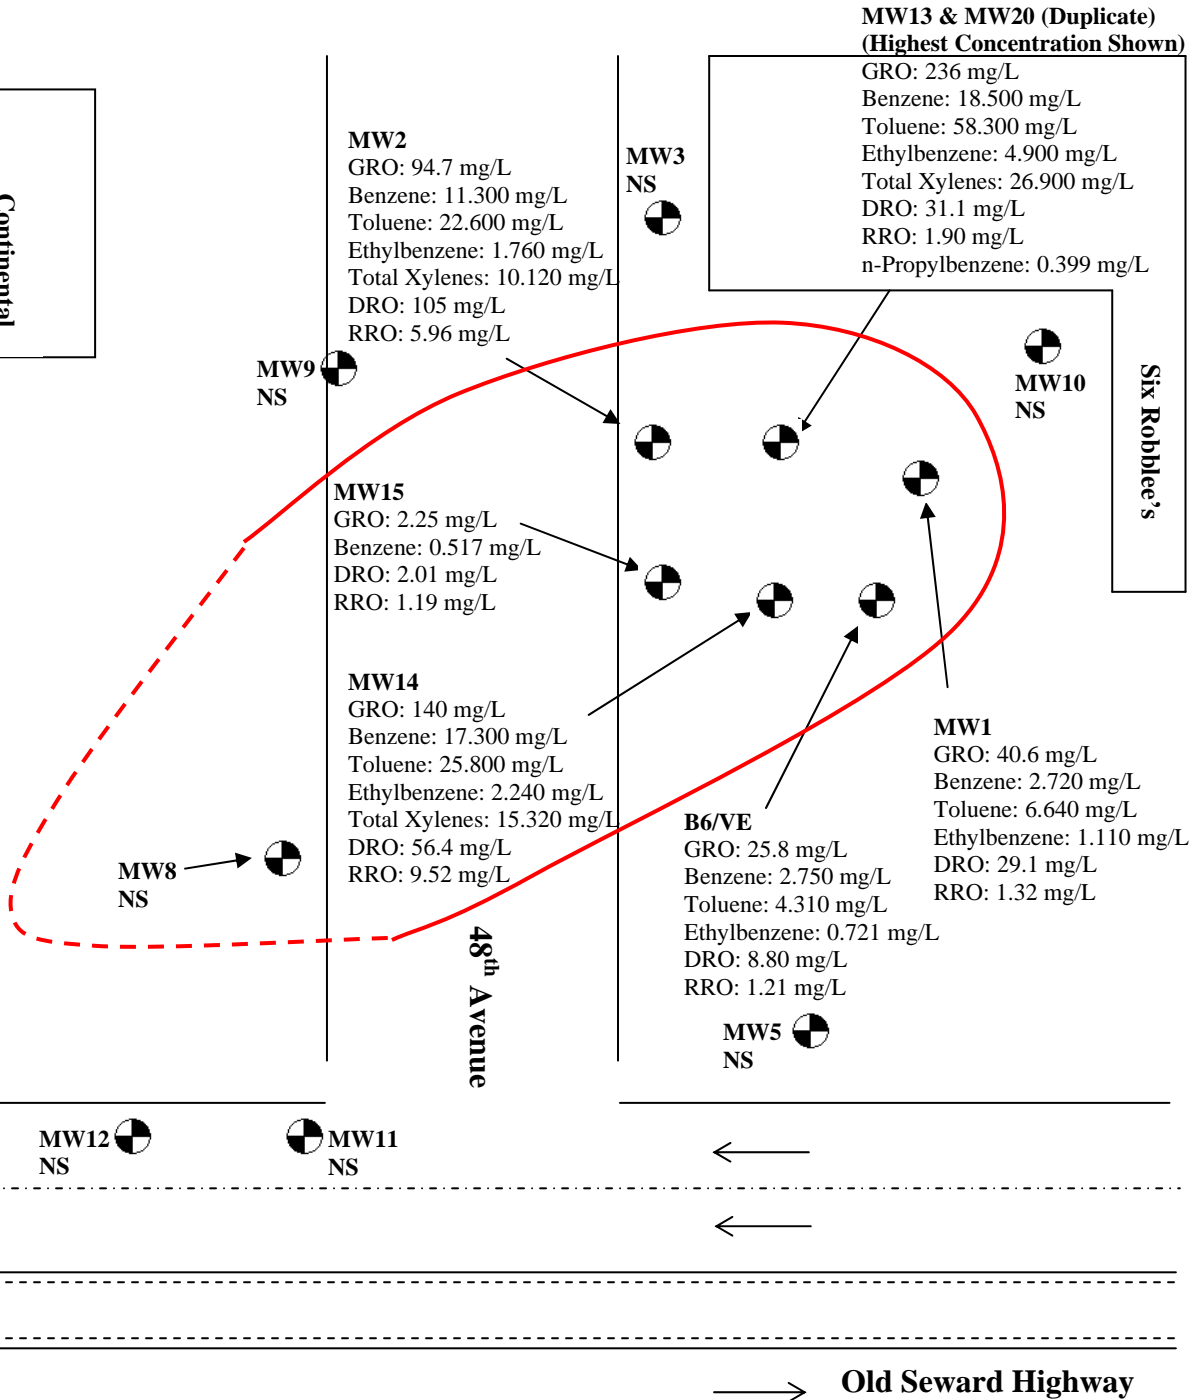 MW13 & MW20 (Duplicate)
(Highest Concentration Shown)
GRO: 236 mg/L
Benzene: 18.500 mg/L
Toluene: 58.300 mg/L
Ethylbenzene: 4.900 mg/L
Total Xylenes: 26.900 mg/L
DRO: 31.1 mg/L
RRO: 1.90 mg/L
n-Propylbenzene: 0.399 mg/L
MW2
GRO: 94.7 mg/L
Benzene: 11.300 mg/L
Toluene: 22.600 mg/L
Ethylbenzene: 1.760 mg/L
Total Xylenes: 10.120 mg/L
DRO: 105 mg/L
RRO: 5.96 mg/L
MW3
NS
Continental
MW9
NS
MW10
NS
Six Robblee's
MW15
GRO: 2.25 mg/L
Benzene: 0.517 mg/L
DRO: 2.01 mg/L
RRO: 1.19 mg/L
MW14
GRO: 140 mg/L
Benzene: 17.300 mg/L
Toluene: 25.800 mg/L
Ethylbenzene: 2.240 mg/L
Total Xylenes: 15.320 mg/L
DRO: 56.4 mg/L
RRO: 9.52 mg/L
MW1
GRO: 40.6 mg/L
Benzene: 2.720 mg/L
Toluene: 6.640 mg/L
Ethylbenzene: 1.110 mg/L
DRO: 29.1 mg/L
RRO: 1.32 mg/L
B6/VE
GRO: 25.8 mg/L
Benzene: 2.750 mg/L
Toluene: 4.310 mg/L
Ethylbenzene: 0.721 mg/L
DRO: 8.80 mg/L
RRO: 1.21 mg/L
MW8
NS
48th Avenue
MW5
NS
MW12
NS
MW11
NS
Old Seward Highway